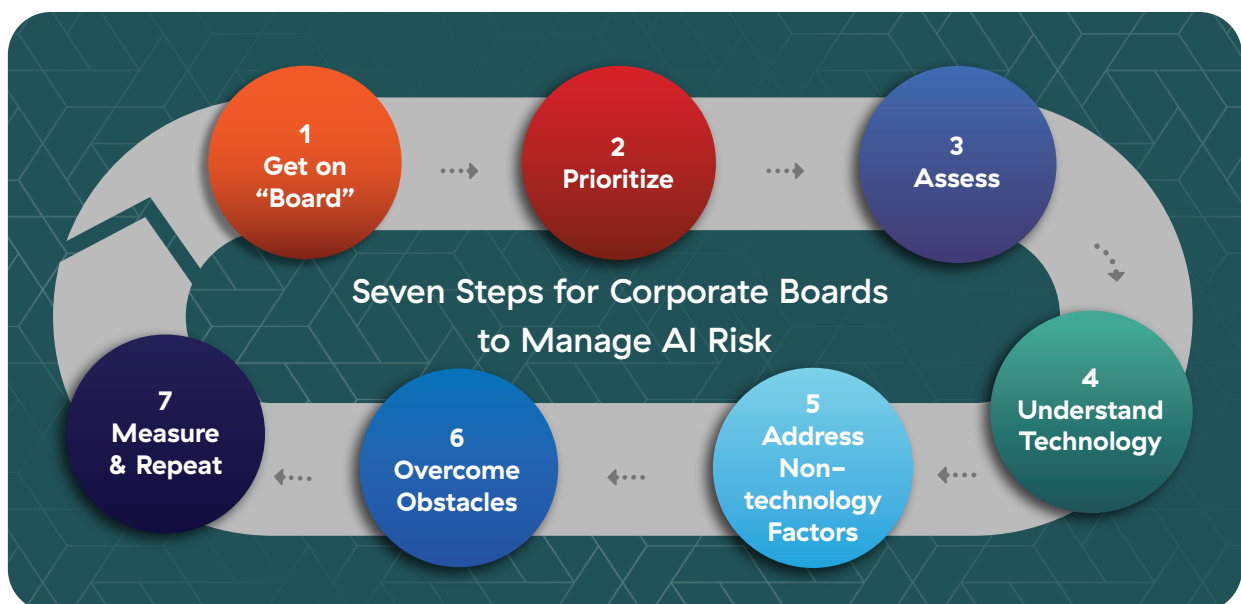 1
Get on
“Board”
2
Prioritize
3
Assess
Seven Steps for Corporate Boards
to Manage AI Risk
4
Understand
Technology
5
Address
Non–
technology
Factors
6
Overcome
Obstacles
7
Measure
& Repeat